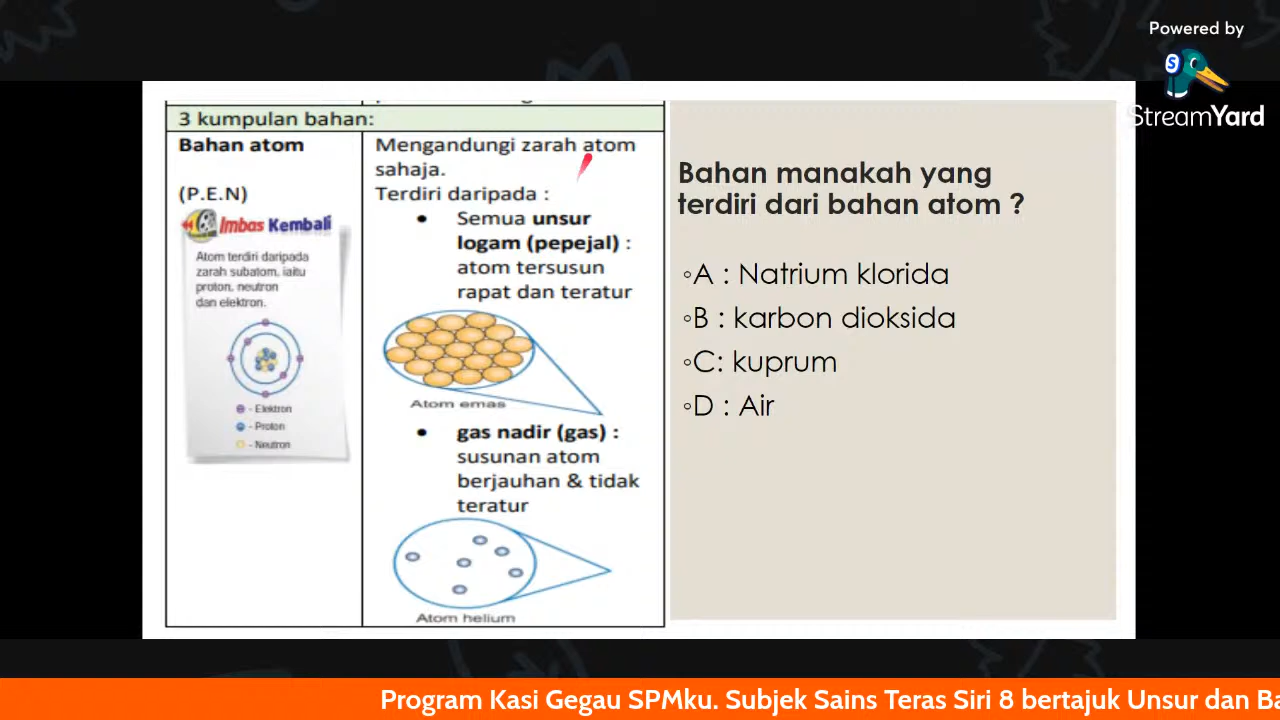 Powered by
StreamYard
3 kumpulan bahan:
Bahan atom
(P.E.N)
Imbas Kembali
Atom terdiri daripada
zarah subatom, iaitu
proton, neutron
dan elektron.
- Elektron
- Proton
- Neutron
Mengandungi zarah atom
sahaja.
Terdiri daripada :
• Semua unsur
logam (pepejal) :
atom tersusun
rapat dan teratur
Atom emas
• gas nadir (gas) :
susunan atom
berjauhan & tidak
teratur
Atom helium
Bahan manakah yang
terdiri dari bahan atom ?
◦A : Natrium klorida
◦B : karbon dioksida
◦C: kuprum
◦D : Air
Program Kasi Gegau SPMku. Subjek Sains Teras Siri 8 bertajuk Unsur dan Ba